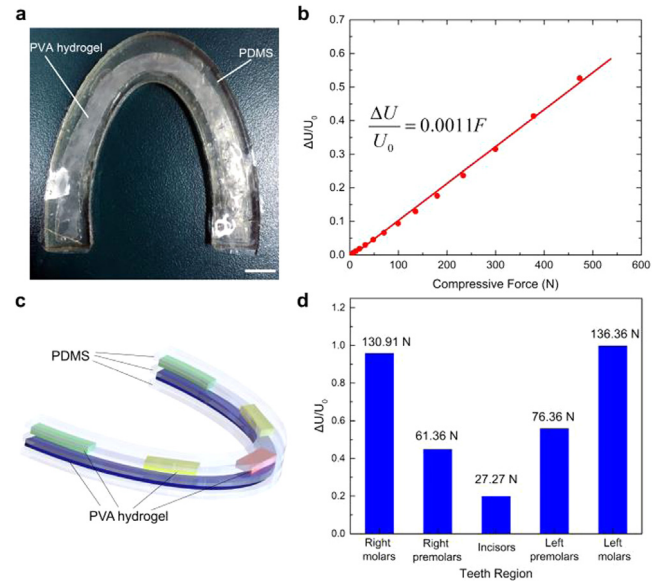 a
PVA hydrogel
PDMS
b
0.7
0.6
0.5
0.4
0.3
0.2
0.1
0.0
ΔU/U₀
ΔU/U₀ = 0.0011F
0 100 200 300 400 500 600
Compressive Force (N)
c
PDMS
PVA hydrogel
d
1.2
1.0
0.8
0.6
0.4
0.2
0.0
ΔU/U₀
130.91 N
61.36 N
27.27 N
76.36 N
136.36 N
Right molars
Right premolars
Incisors
Left premolars
Left molars
Teeth Region